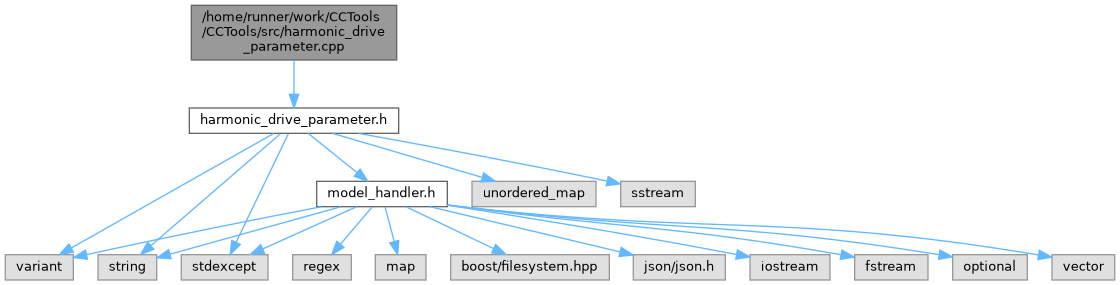 /home/runner/work/CCTools
/CCTools/src/harmonic_drive
_parameter.cpp
harmonic_drive_parameter.h
model_handler.h
unordered_map
sstream
variant
string
stdexcept
regex
map
boost/filesystem.hpp
json/json.h
iostream
fstream
optional
vector